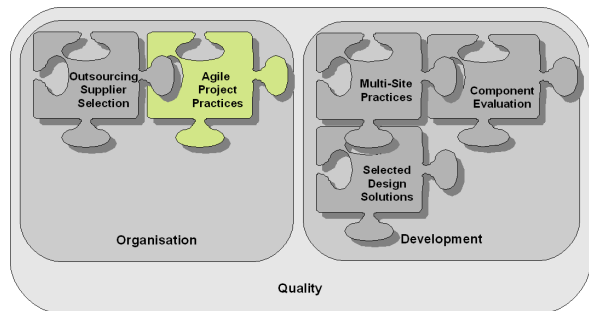 Outsourcing
Supplier
Selection
Agile
Project
Practices
Multi-Site
Practices
Component
Evaluation
Selected
Design
Solutions
Organisation
Development
Quality